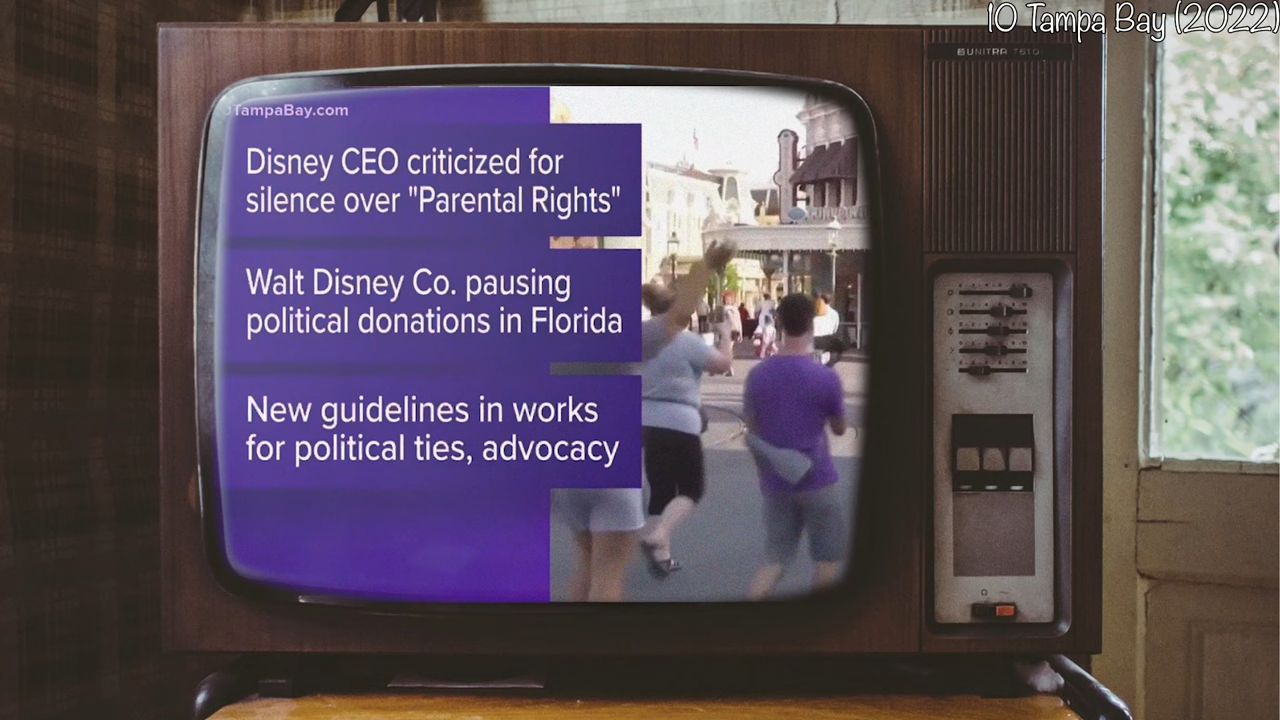 10 Tampa Bay (2022)
TampaBay.com
Disney CEO criticized for
silence over "Parental Rights"
Walt Disney Co. pausing
political donations in Florida
New guidelines in works
for political ties, advocacy